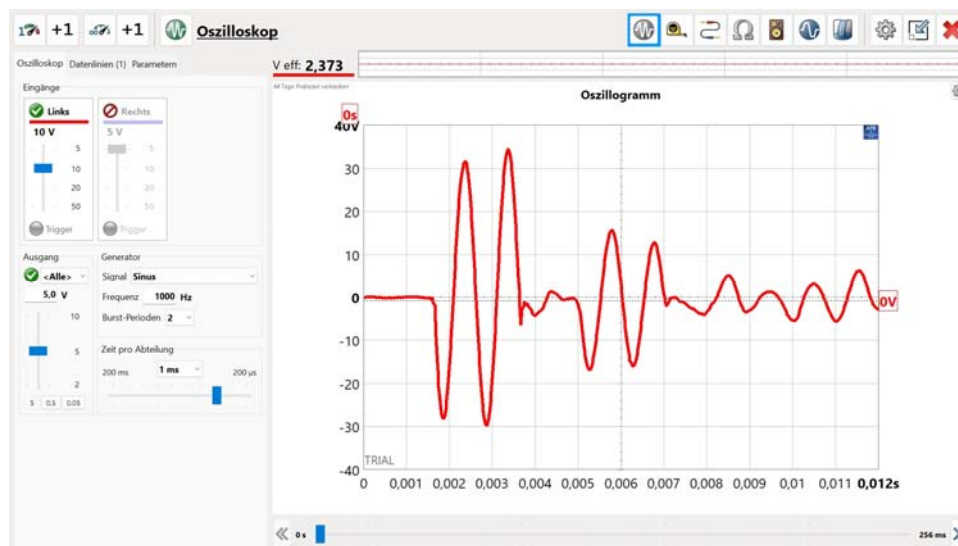 1 +1 ∞ +1 Oszilloskop
Oszilloskop Datenlinien (1) Parametern
V eff: 2,373
Eingänge
Links Rechts
10 V 5 V
5 5
10 10
20 20
50 50
Trigger Trigger
Ausgang
<Alle>
5,0 V
10
5
2
5 0.5 0.05
Generator
Signal Sinus
Frequenz 1000 Hz
Burst-Perioden 2
Zeit pro Abteilung
200 ms 1 ms 200 µs
Oszillogramm
0s
40V
30
20
10
0
0V
-10
-20
-30
-40
TRIAL
0 0,001 0,002 0,003 0,004 0,005 0,006 0,007 0,008 0,009 0,01 0,011 0,012s
0 s 256 ms